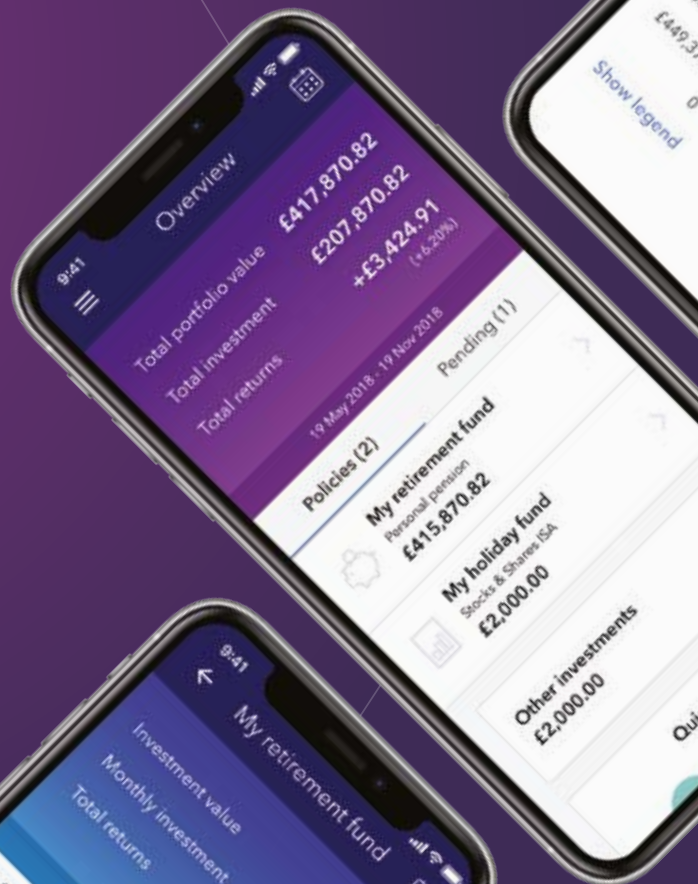 9:41
Overview
Total portfolio value £417,870.82
Total investment £207,870.82
Total returns +£3,424.91
(+6.20%)
19 May 2018 - 19 Nov 2018
Policies (2) Pending (1)
My retirement fund
Personal pension
£415,870.82
My holiday fund
Stocks & Shares ISA
£2,000.00
Other investments
£2,000.00
Show legend
9:41
My retirement fund
Investment value
Monthly investment
Total returns